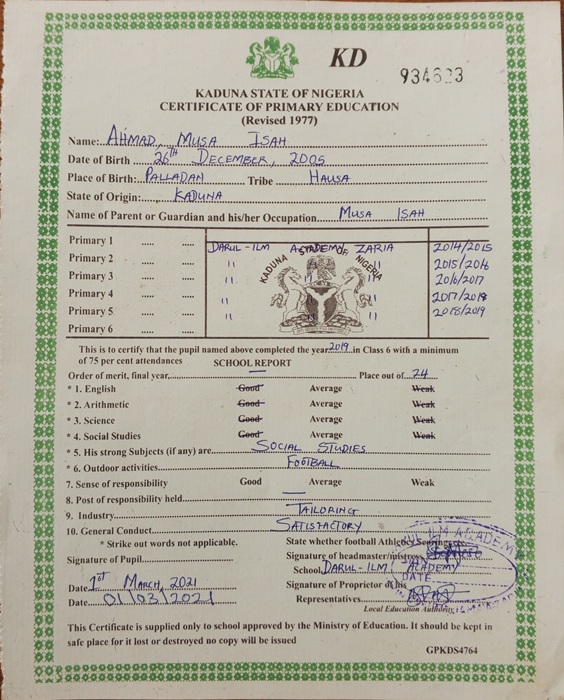 KD
KADUNA STATE OF NIGERIA
CERTIFICATE OF PRIMARY EDUCATION
(Revised 1977)
Name: AHMAD, MUSA ISAH
Date of Birth 26TH DECEMBER, 2005
Place of Birth: PALLADAN Tribe HAUSA
State of Origin: KADUNA
Name of Parent or Guardian and his/her Occupation MUSA ISAH
Primary 1 DARUL-ILM ACADEMY ZARIA 2014/2015
Primary 2 " " 2015/2016
Primary 3 " " 2016/2017
Primary 4 " " 2017/2018
Primary 5 " " 2018/2019
Primary 6
KADUNA STATE OF NIGERIA
This is to certify that the pupil named above completed the year 2019 in Class 6 with a minimum
of 75 per cent attendances SCHOOL REPORT
Order of merit, final year — Place out of 24
* 1. English Good Average Weak
* 2. Arithmetic Good Average Weak
* 3. Science Good Average Weak
* 4. Social Studies Good Average Weak
* 5. His strong Subjects (if any) are SOCIAL STUDIES
* 6. Outdoor activities FOOTBALL
7. Sense of responsibility Good Average Weak
8. Post of responsibility held —
9. Industry TAILORING
10. General Conduct SATISFACTORY
* Strike out words not applicable. State whether football Athletics
Signature of Pupil Signature of headmaster/mistress
School DARUL-ILM ACADEMY
Date 1st MARCH, 2021 Signature of Proprietor of his
Date 01/03/2021 Representatives
Local Education Authority
ILM ACADEMY
DATE
This Certificate is supplied only to school approved by the Ministry of Education. It should be kept in
safe place for it lost or destroyed no copy will be issued
GPKDS4764